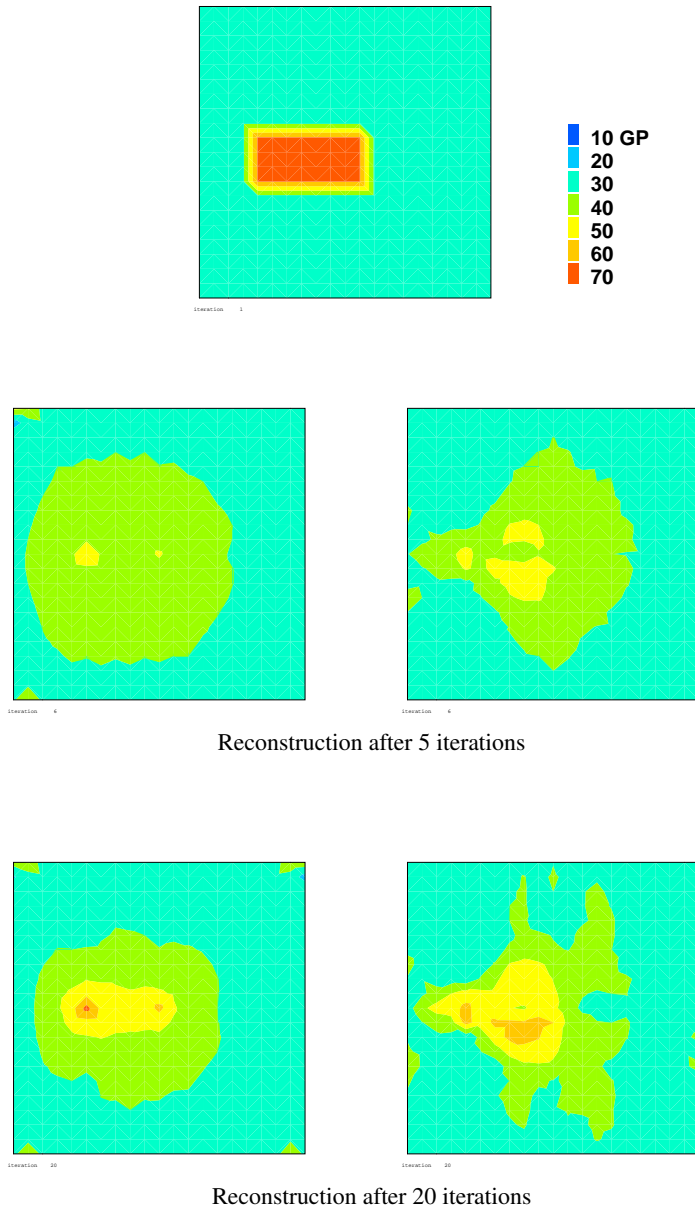 10 GP
20
30
40
50
60
70
iteration 1
iteration 6
iteration 6
Reconstruction after 5 iterations
iteration 20
iteration 20
Reconstruction after 20 iterations